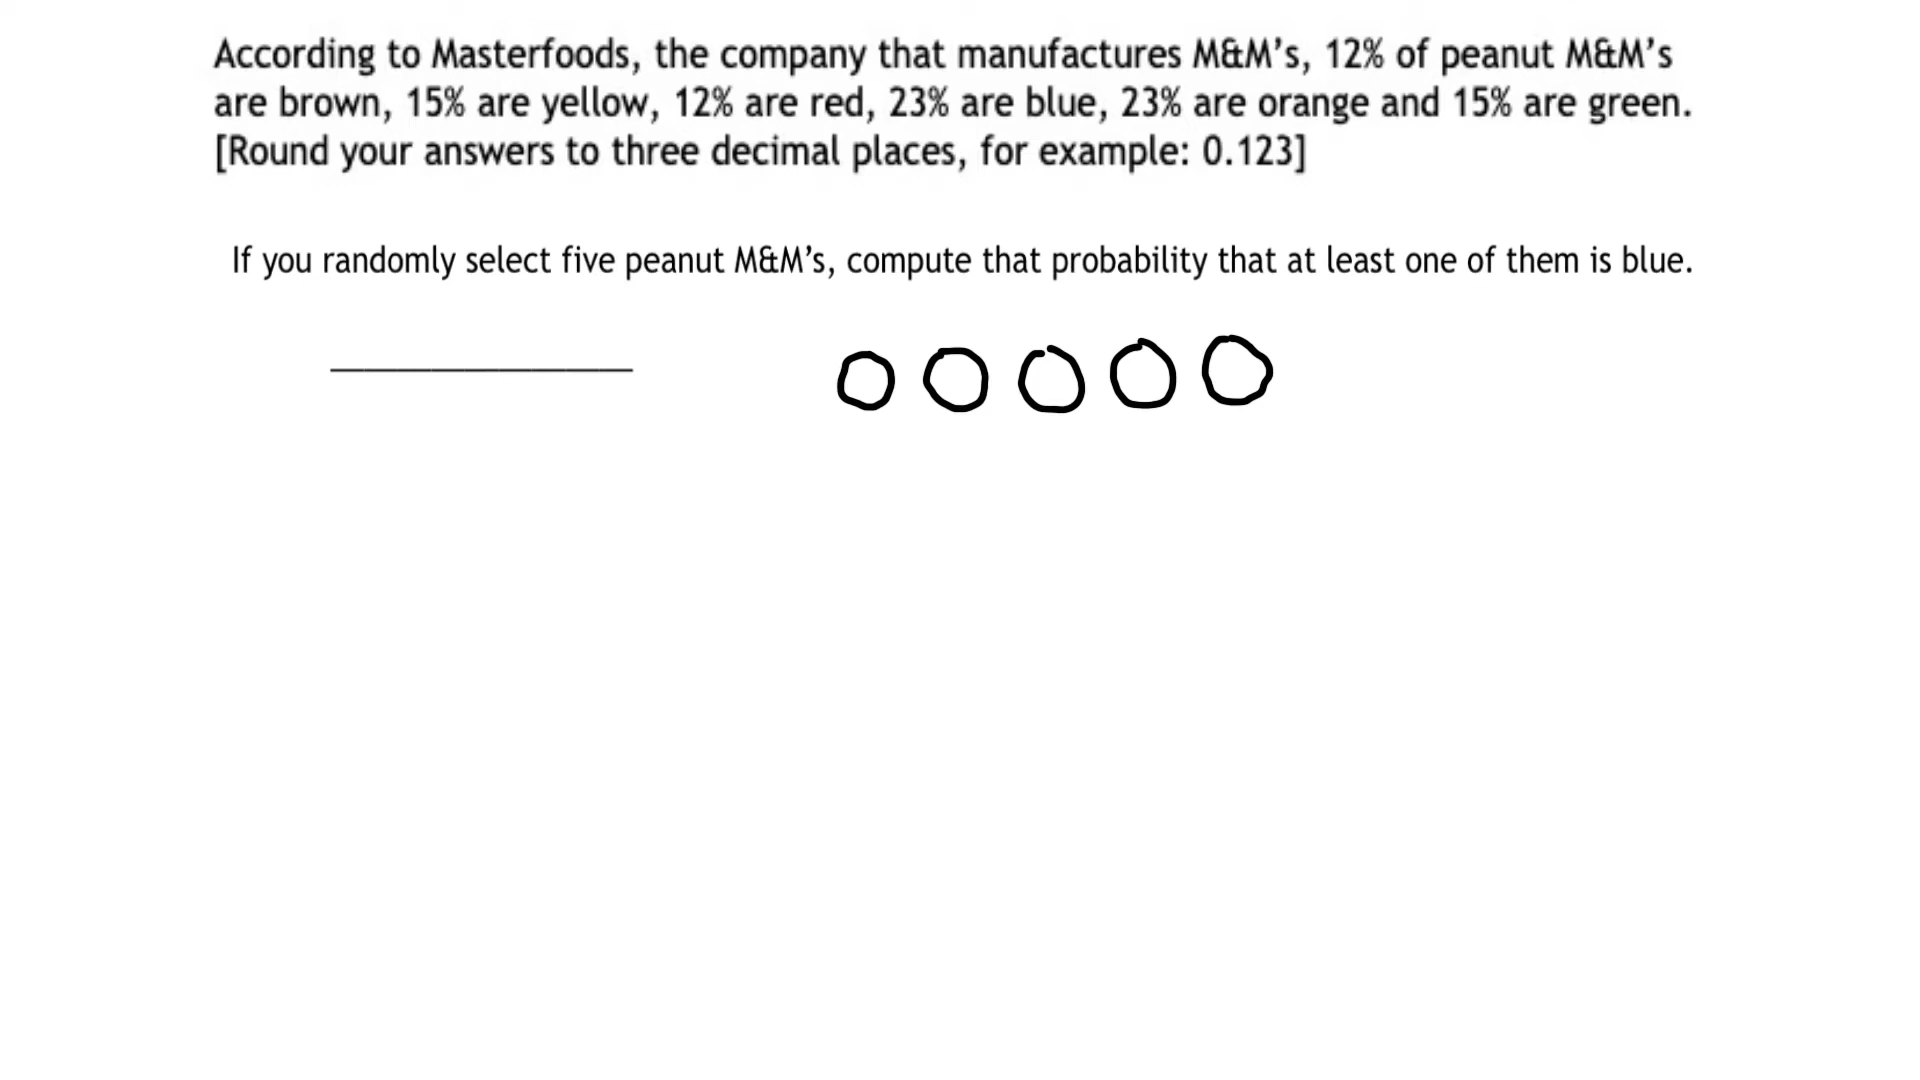 According to Masterfoods, the company that manufactures M&M’s, 12% of peanut M&M’s
are brown, 15% are yellow, 12% are red, 23% are blue, 23% are orange and 15% are green.
[Round your answers to three decimal places, for example: 0.123]
If you randomly select five peanut M&M’s, compute that probability that at least one of them is blue.